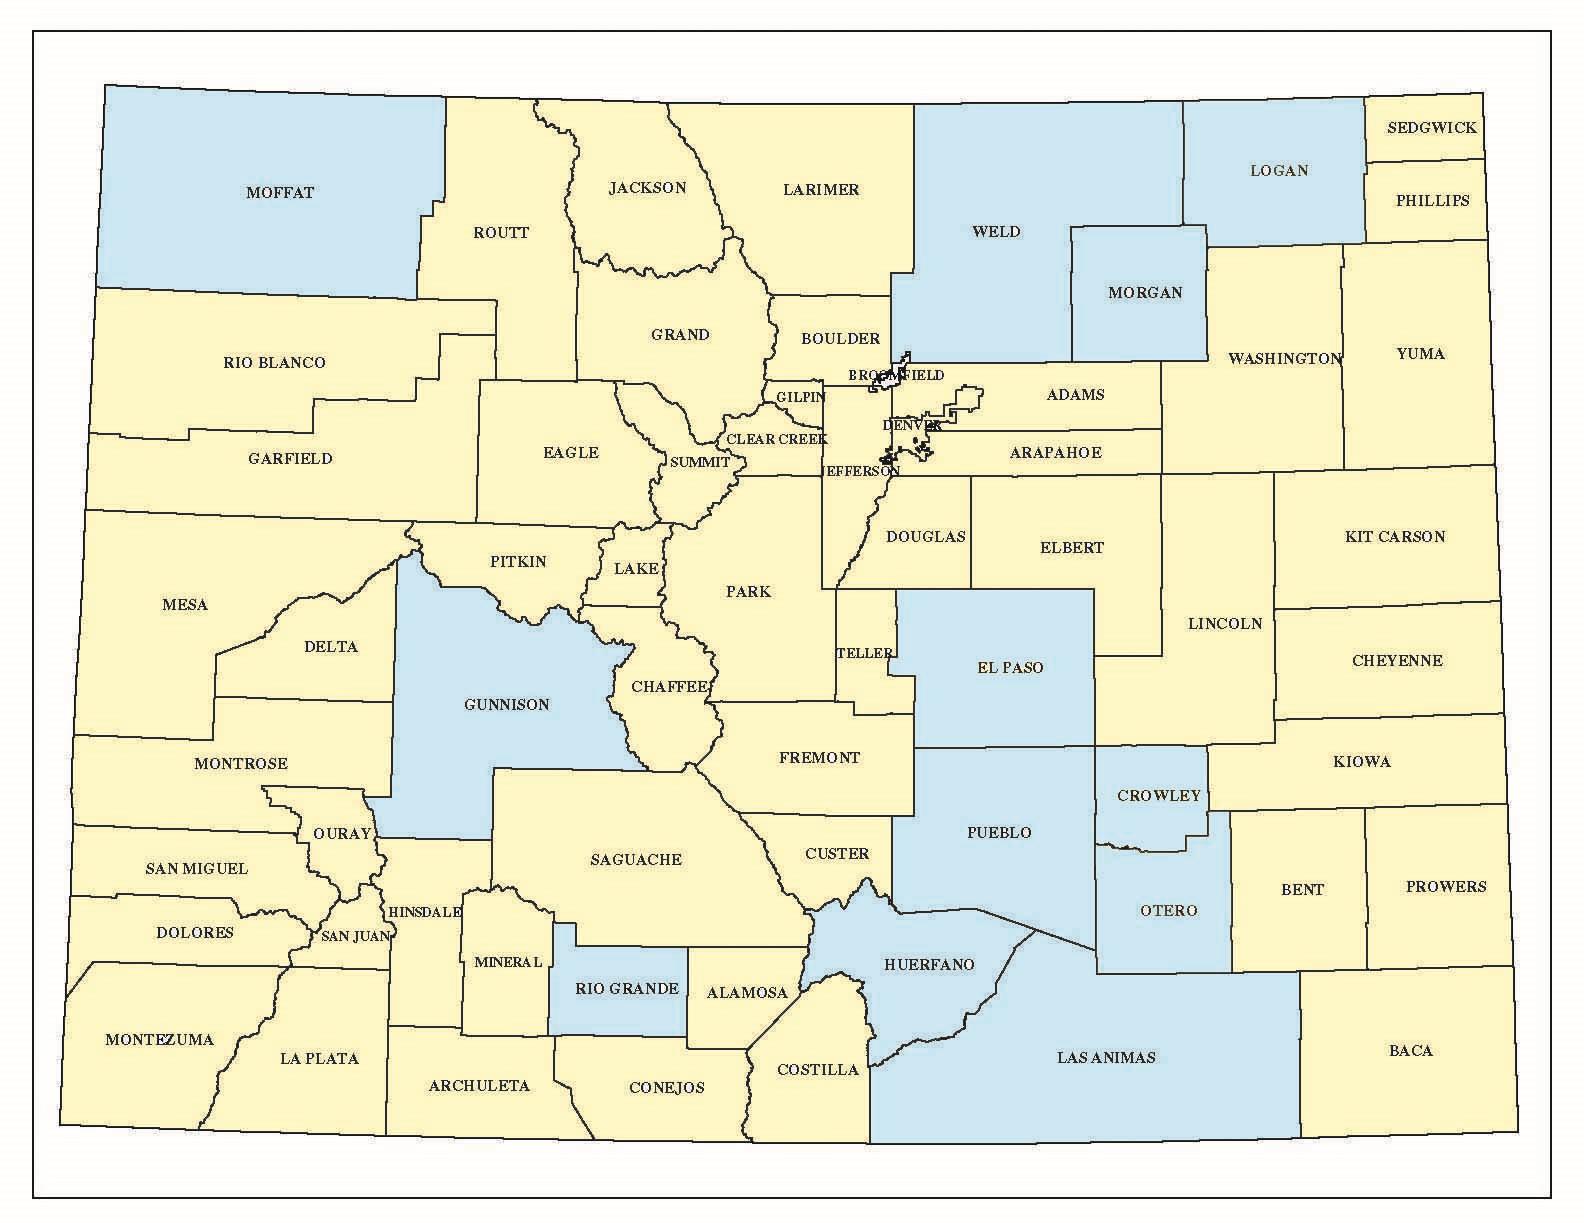 SEDGWICK
LOGAN
JACKSON
LARIMER
MOFFAT
PHILLIPS
ROUTT
WELD
MORGAN
GRAND
BOULDER
YUMA
WASHINGTON
RIO BLANCO
BROOMFIELD
ADAMS
GILPIN
DENVER
CLEAR CREEK
EAGLE
ARAPAHOE
GARFIELD
SUMMIT
JEFFERSON
DOUGLAS
KIT CARSON
ELBERT
PITKIN
LAKE
PARK
MESA
LINCOLN
DELTA
TELLER
CHEYENNE
EL PASO
CHAFFEE
GUNNISON
FREMONT
KIOWA
MONTROSE
CROWLEY
PUEBLO
OURAY
CUSTER
SAGUACHE
SAN MIGUEL
PROWERS
BENT
OTERO
HINSDALE
DOLORES
SAN JUAN
MINERAL
HUERFANO
RIO GRANDE
ALAMOSA
MONTEZUMA
BACA
LA PLATA
LAS ANIMAS
COSTILLA
ARCHULETA
CONEJOS